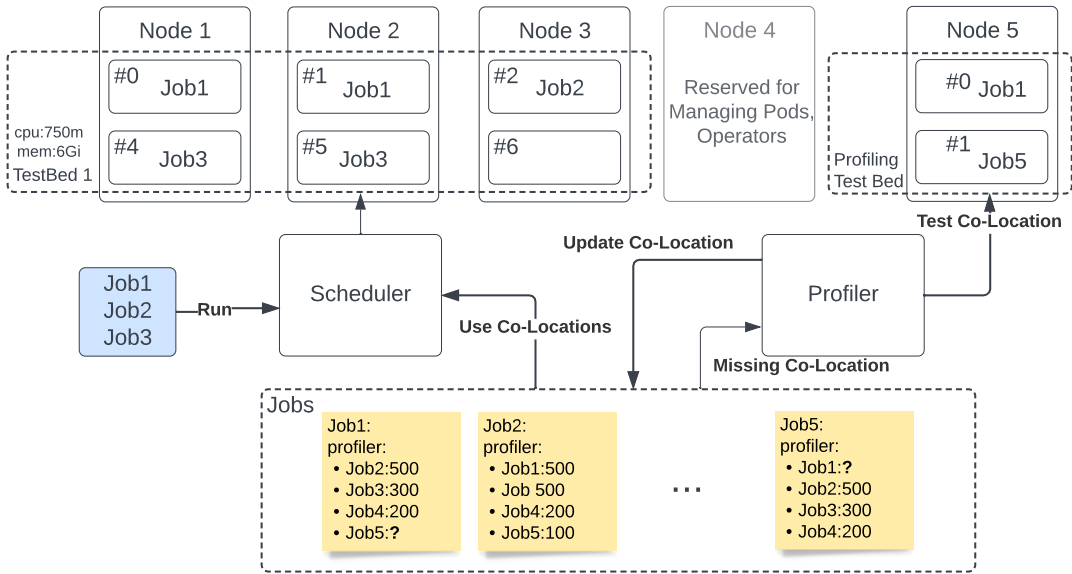 Node 1
Node 2
Node 3
Node 4
Node 5
#0 Job1
#1 Job1
#2 Job2
Reserved for
Managing Pods,
Operators
#0 Job1
cpu:750m
mem:6Gi
TestBed 1
#4 Job3
#5 Job3
#6
Profiling
Test Bed
#1 Job5
Test Co-Location
Update Co-Location
Job1
Job2
Job3
Run
Scheduler
Profiler
Use Co-Locations
Missing Co-Location
Jobs
Job1:
profiler:
• Job2:500
• Job3:300
• Job4:200
• Job5:?
Job2:
profiler:
• Job1:500
• Job 500
• Job4:200
• Job5:100
...
Job5:
profiler:
• Job1:?
• Job2:500
• Job3:300
• Job4:200